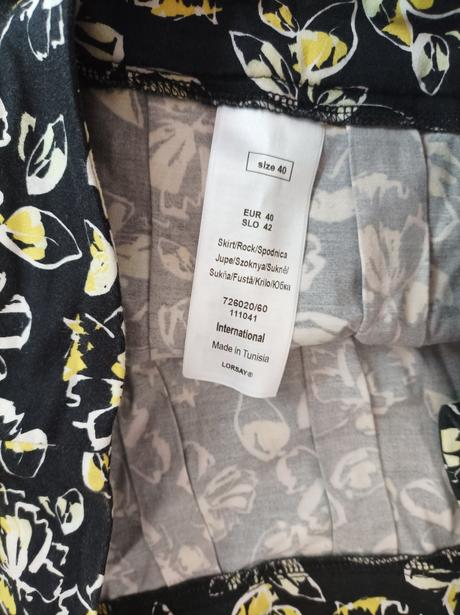 size 40
EUR 40
SLO 42
Skirt/Rock/Spodnica
Jupe/Szoknya/Sukně/
Sukňa/Fustă/Krilo/Юбка
726020/60
111041
International
Made in Tunisia
LORSAY®